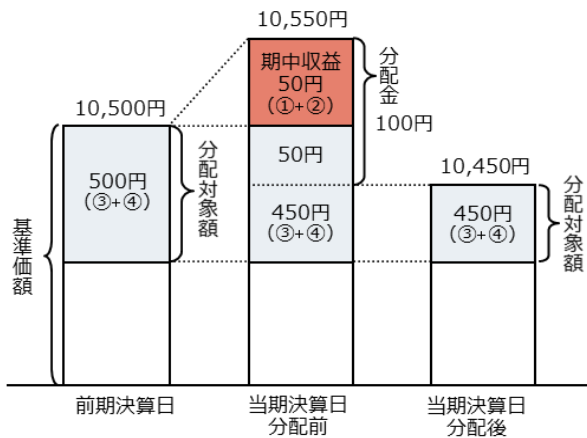 10,550円
期中収益
50円
(①+②)
分配金
100円
10,500円
500円
(③+④)
分配対象額
50円
450円
(③+④)
10,450円
450円
(③+④)
分配対象額
基準価額
前期決算日
当期決算日
分配前
当期決算日
分配後